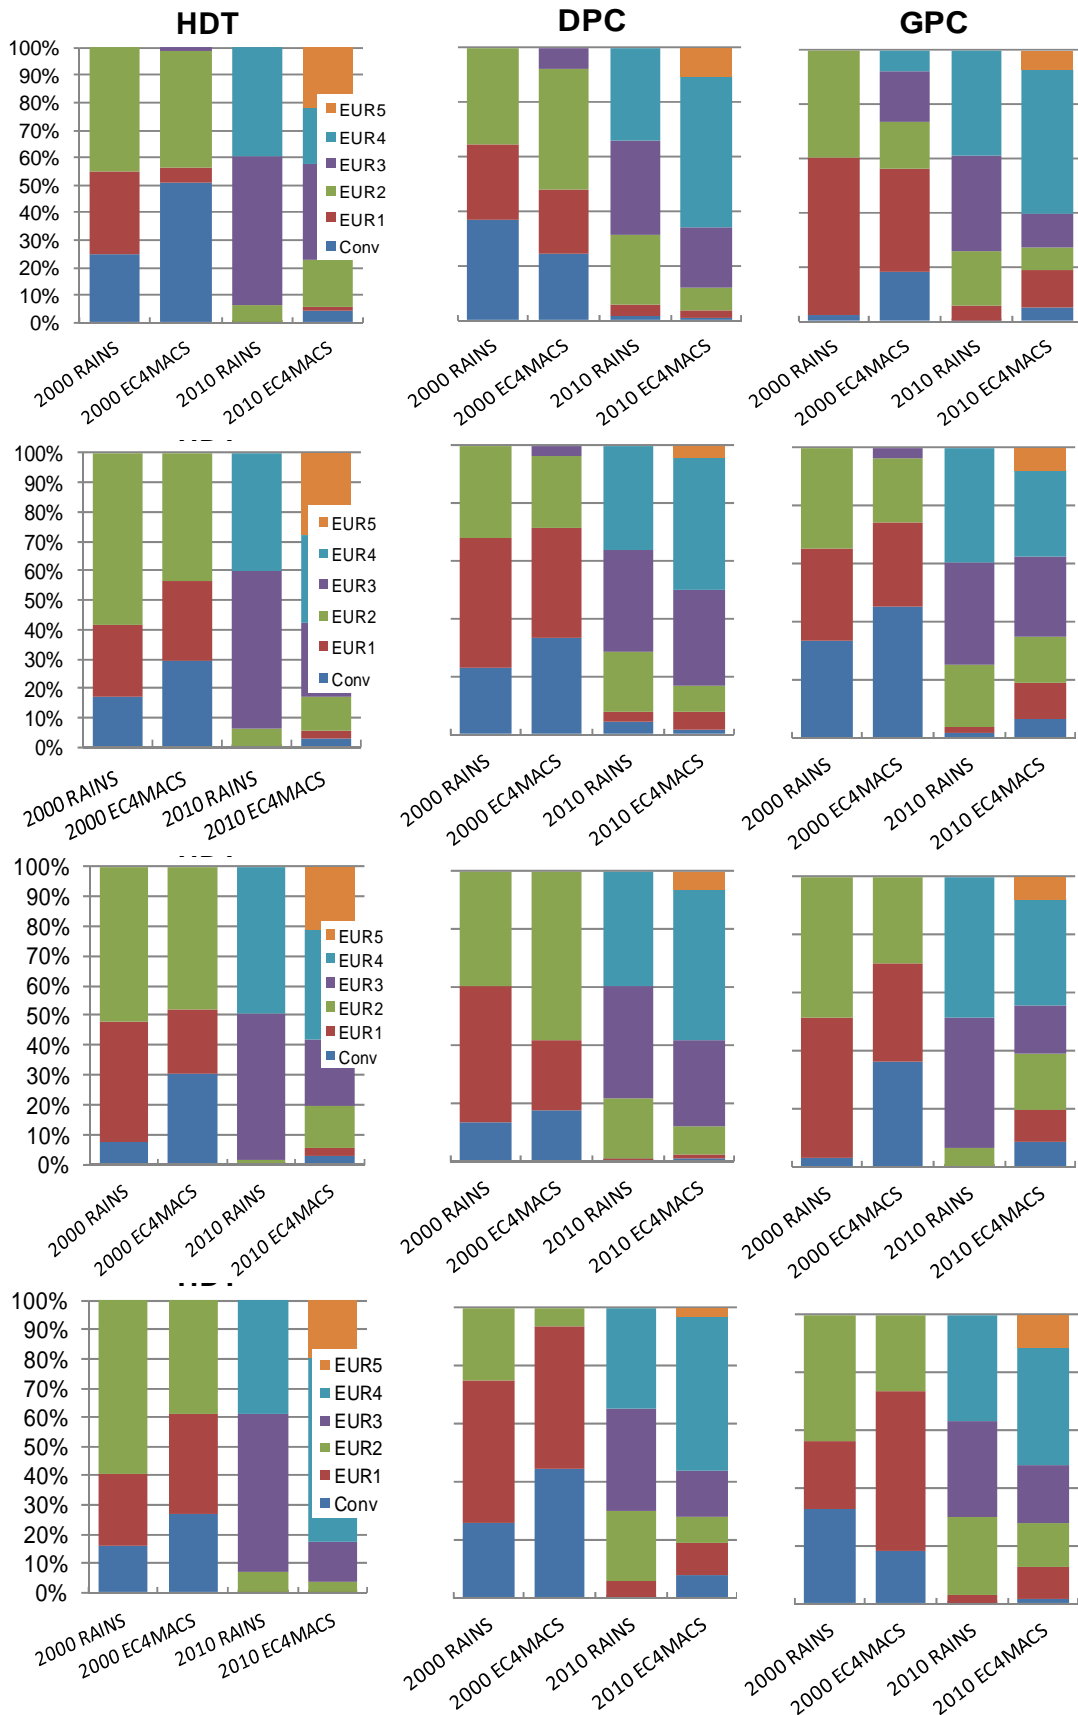 HDT DPC GPC
100%
90%
80%
70%
60%
50%
40%
30%
20%
10%
0%
EUR5
EUR4
EUR3
EUR2
EUR1
Conv
2000 RAINS
2000 EC4MACS
2010 RAINS
2010 EC4MACS
2000 RAINS
2000 EC4MACS
2010 RAINS
2010 EC4MACS
2000 RAINS
2000 EC4MACS
2010 RAINS
2010 EC4MACS
100%
90%
80%
70%
60%
50%
40%
30%
20%
10%
0%
EUR5
EUR4
EUR3
EUR2
EUR1
Conv
2000 RAINS
2000 EC4MACS
2010 RAINS
2010 EC4MACS
2000 RAINS
2000 EC4MACS
2010 RAINS
2010 EC4MACS
2000 RAINS
2000 EC4MACS
2010 RAINS
2010 EC4MACS
100%
90%
80%
70%
60%
50%
40%
30%
20%
10%
0%
EUR5
EUR4
EUR3
EUR2
EUR1
Conv
2000 RAINS
2000 EC4MACS
2010 RAINS
2010 EC4MACS
2000 RAINS
2000 EC4MACS
2010 RAINS
2010 EC4MACS
2000 RAINS
2000 EC4MACS
2010 RAINS
2010 EC4MACS
100%
90%
80%
70%
60%
50%
40%
30%
20%
10%
0%
EUR5
EUR4
EUR3
EUR2
EUR1
Conv
2000 RAINS
2000 EC4MACS
2010 RAINS
2010 EC4MACS
2000 RAINS
2000 EC4MACS
2010 RAINS
2010 EC4MACS
2000 RAINS
2000 EC4MACS
2010 RAINS
2010 EC4MACS